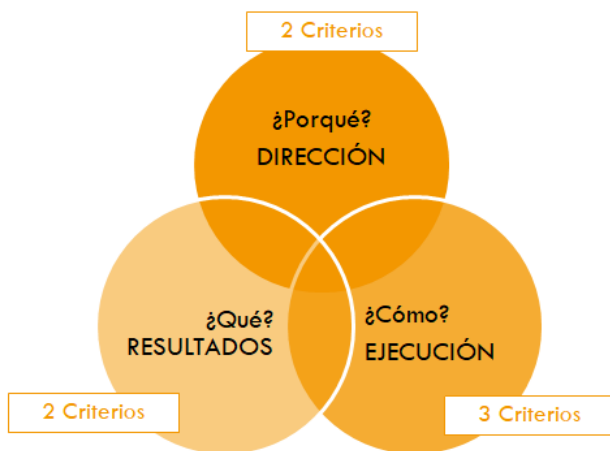 2 Criterios
¿Porqué?
DIRECCIÓN
¿Qué?
RESULTADOS
¿Cómo?
EJECUCIÓN
2 Criterios
3 Criterios